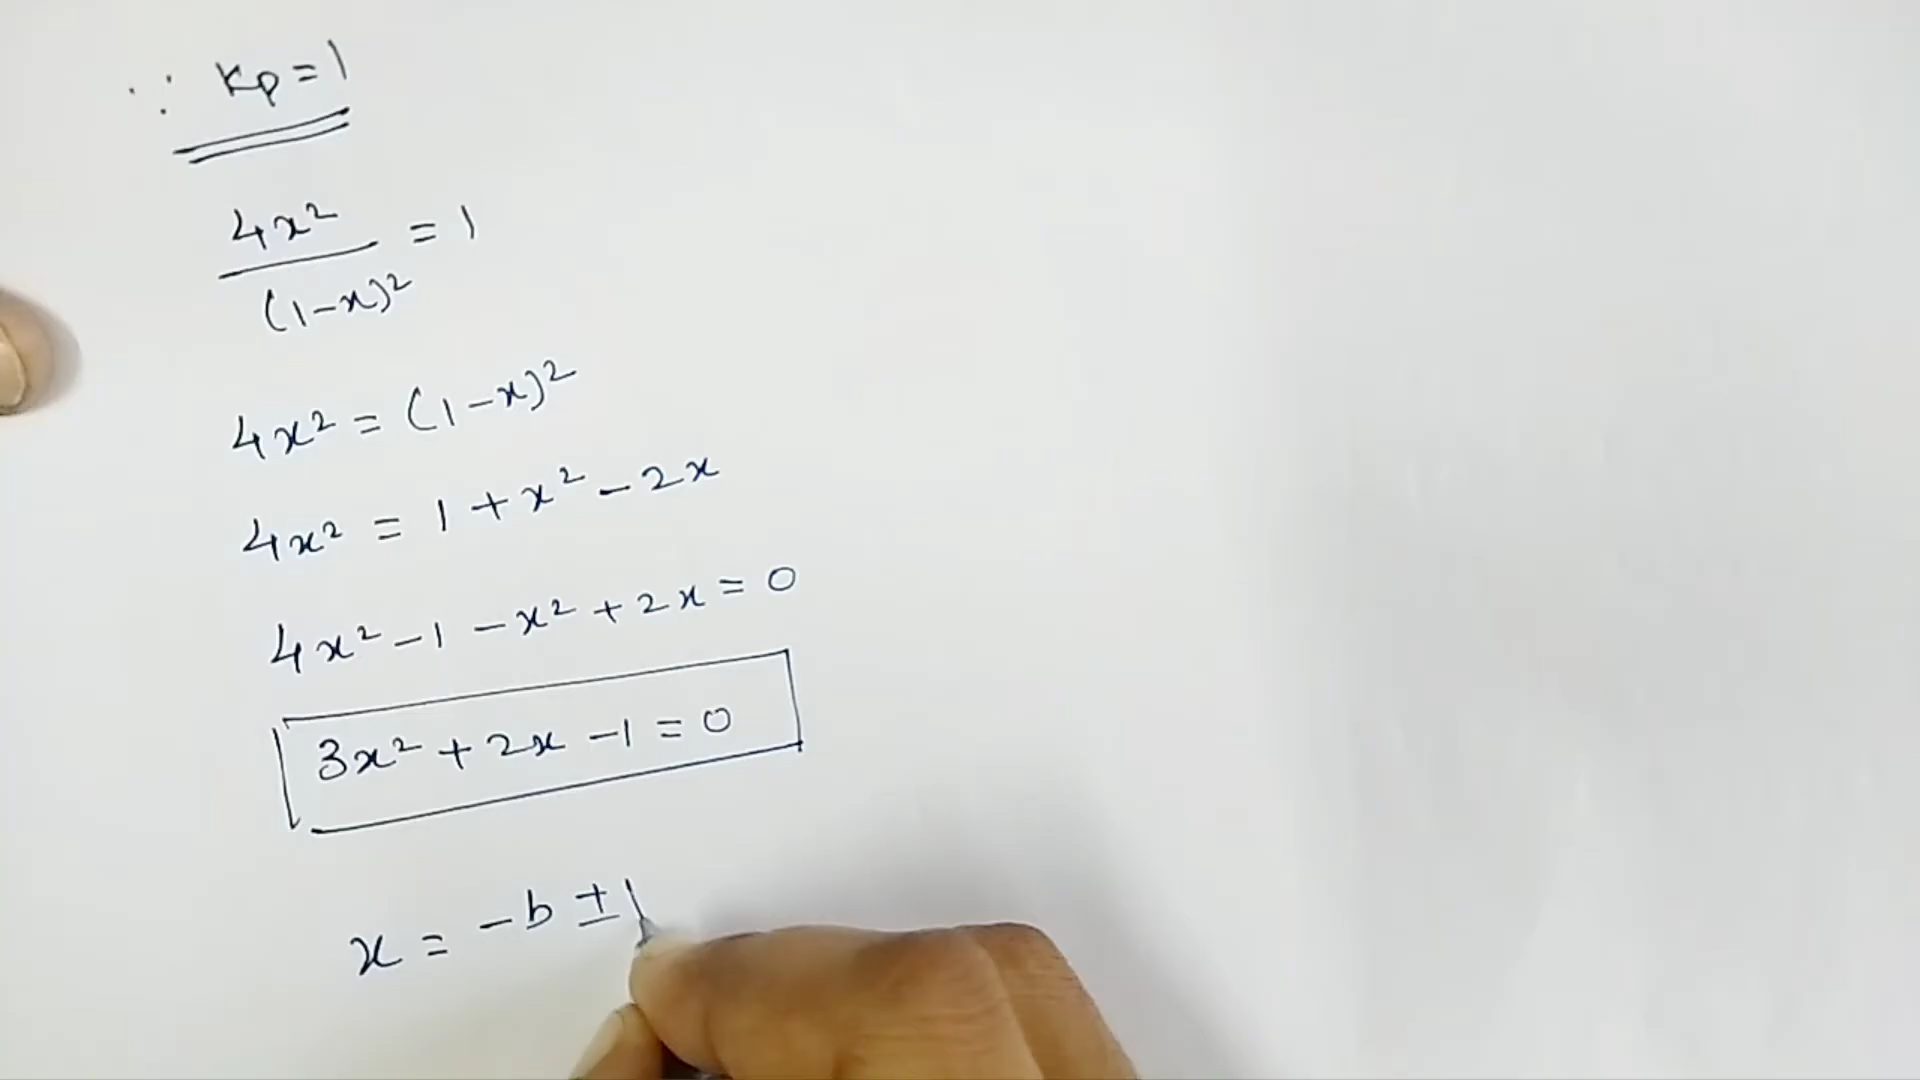 ∵ Kp = 1
4x²/(1-x)² = 1
4x² = (1-x)²
4x² = 1 + x² - 2x
4x² - 1 - x² + 2x = 0
3x² + 2x - 1 = 0
x = -b ±